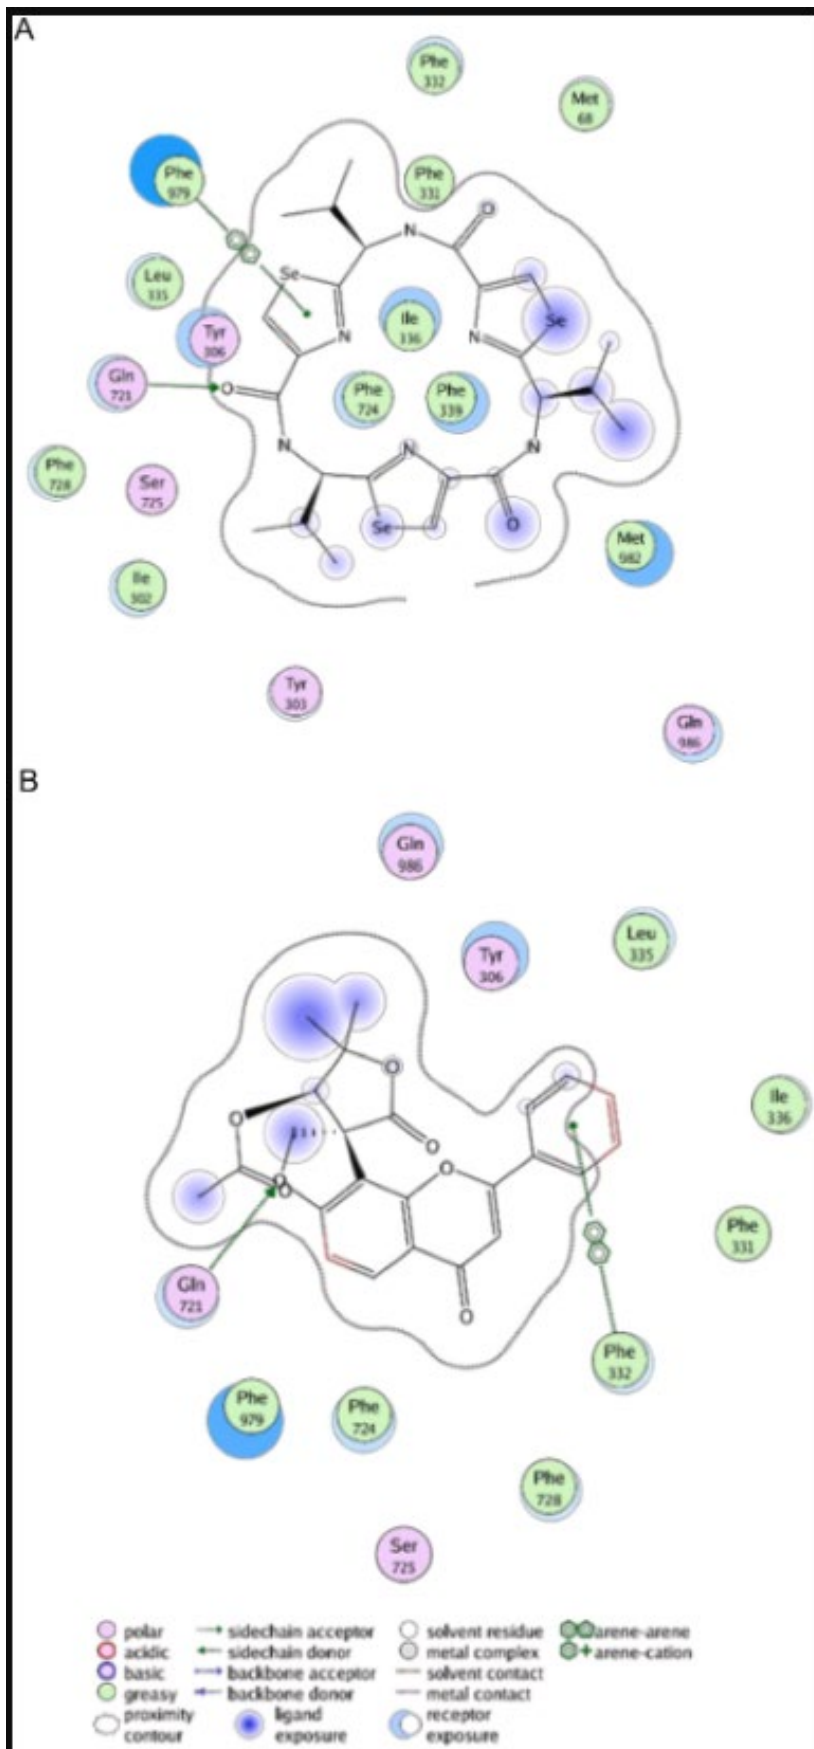 A
Phe
332
Met
68
Phe
979
Phe
331
O
N
Se
Leu
335
Tyr
306
N
Ile
336
N
Se
Gln
721
O
Phe
724
Phe
339
N
N
N
Phe
728
Ser
725
Se
O
Met
982
Ile
302
Tyr
303
Gln
986
B
Gln
986
Tyr
306
Leu
335
O
O
O
Ile
336
O
O
O
Phe
331
Gln
721
O
Phe
332
Phe
979
Phe
724
Phe
728
Ser
725
polar sidechain acceptor solvent residue arene-arene
acidic sidechain donor metal complex arene-cation
basic backbone acceptor solvent contact
greasy backbone donor metal contact
proximity ligand receptor
contour exposure exposure